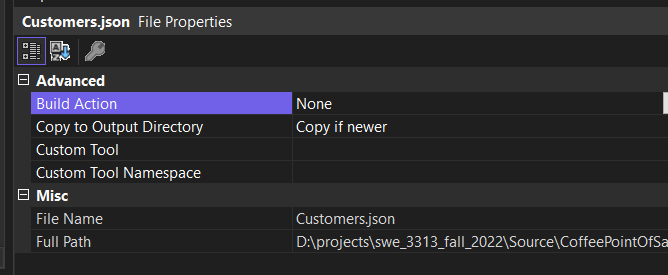 Customers.json File Properties
Advanced
Build Action None
Copy to Output Directory Copy if newer
Custom Tool
Custom Tool Namespace
Misc
File Name Customers.json
Full Path D:\projects\swe_3313_fall_2022\Source\CoffeePointOfSa